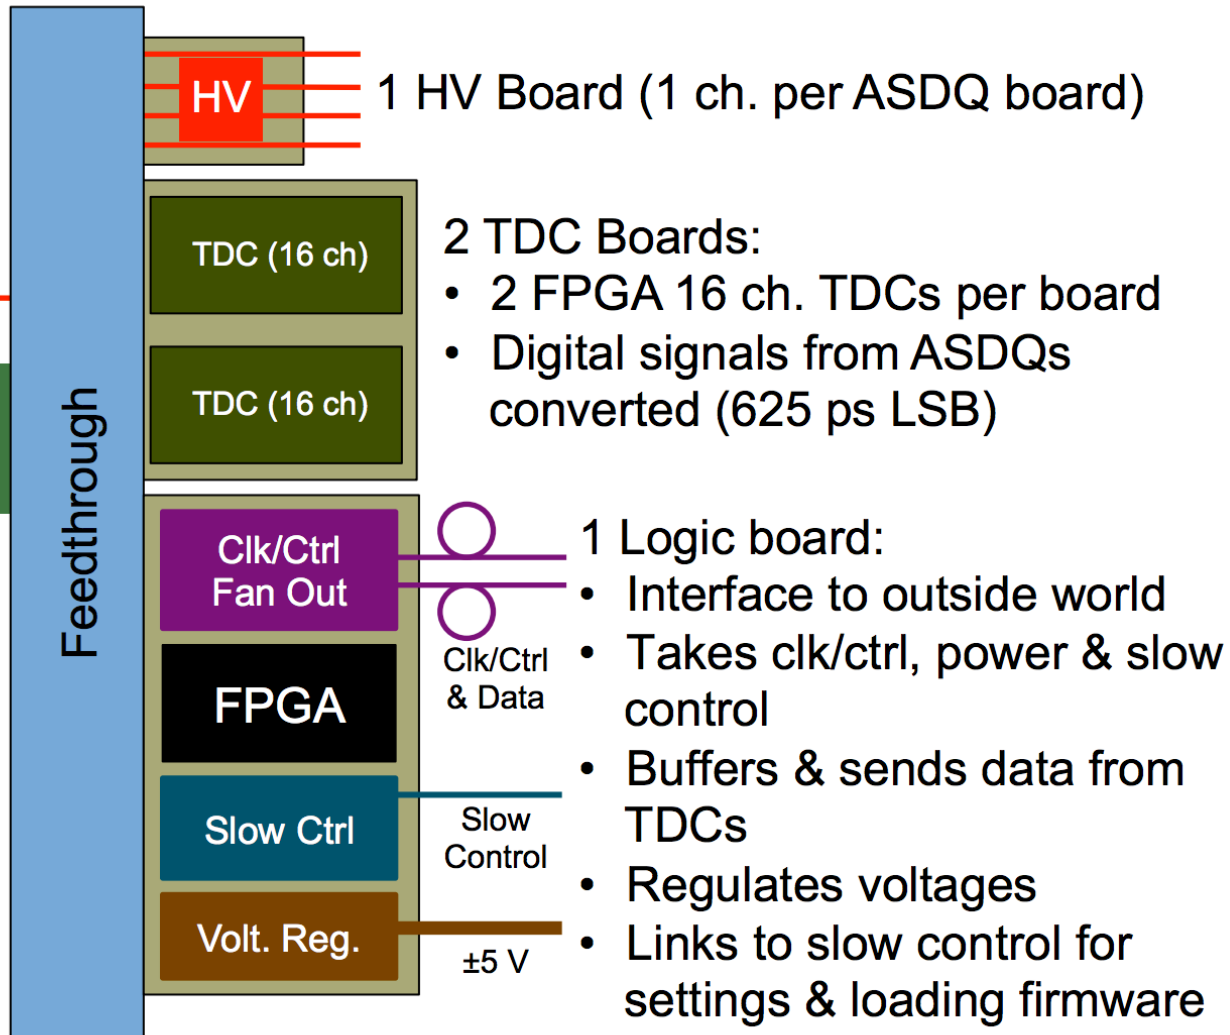 Feedthrough
HV
1 HV Board (1 ch. per ASDQ board)
TDC (16 ch)
TDC (16 ch)
2 TDC Boards:
• 2 FPGA 16 ch. TDCs per board
• Digital signals from ASDQs
converted (625 ps LSB)
Clk/Ctrl
Fan Out
Clk/Ctrl
& Data
FPGA
Slow Ctrl
Slow
Control
Volt. Reg.
±5 V
1 Logic board:
• Interface to outside world
• Takes clk/ctrl, power & slow
control
• Buffers & sends data from
TDCs
• Regulates voltages
• Links to slow control for
settings & loading firmware